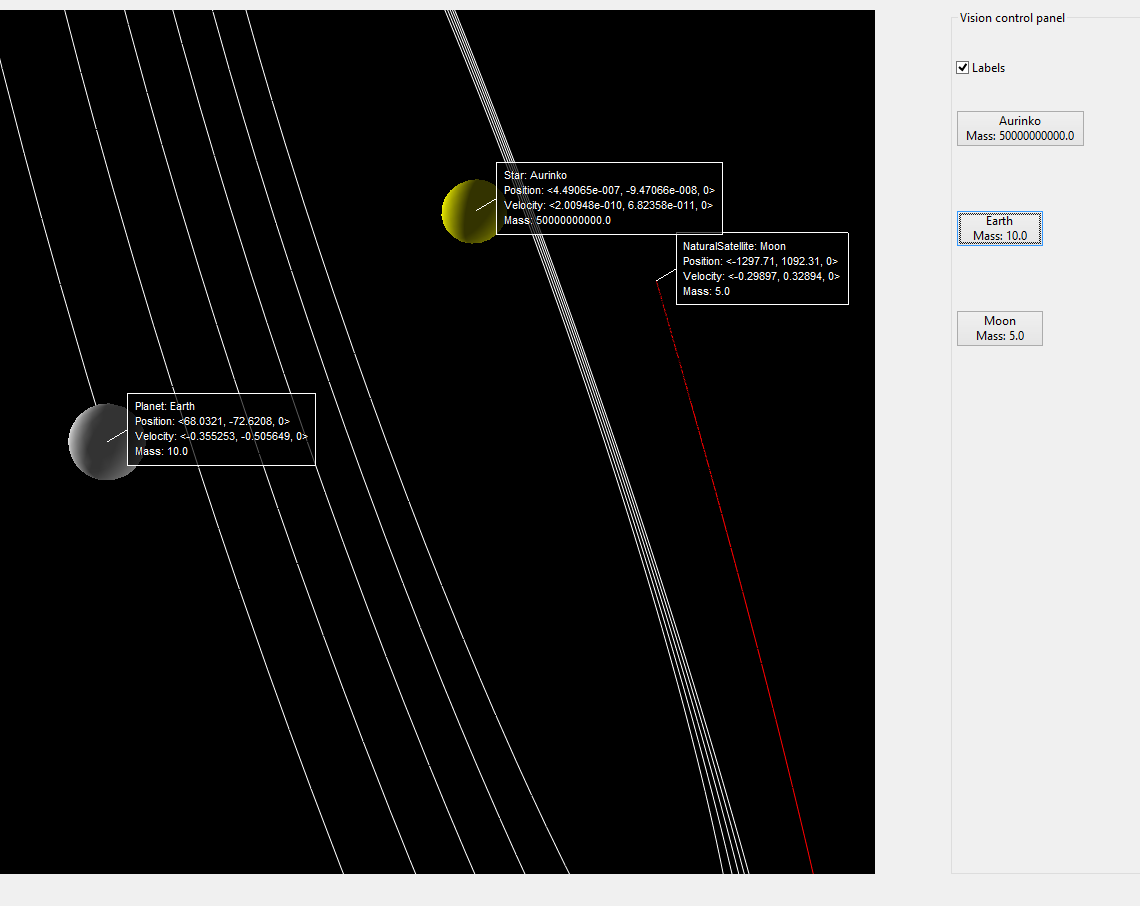 Vision control panel
Labels
Aurinko
Mass: 50000000000.0
Star: Aurinko
Position: <4.49065e-007, -9.47066e-008, 0>
Velocity: <2.00948e-010, 6.82358e-011, 0>
Mass: 50000000000.0
Earth
Mass: 10.0
NaturalSatellite: Moon
Position: <-1297.71, 1092.31, 0>
Velocity: <-0.29897, 0.32894, 0>
Mass: 5.0
Moon
Mass: 5.0
Planet: Earth
Position: <68.0321, -72.6208, 0>
Velocity: <-0.355253, -0.505649, 0>
Mass: 10.0